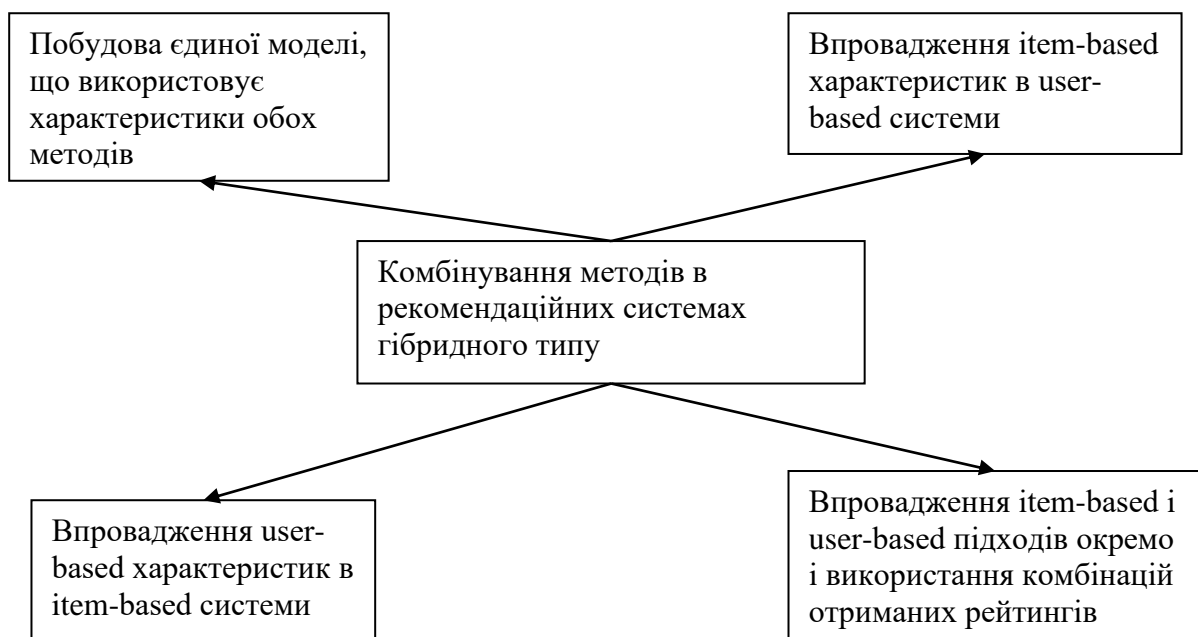 Побудова єдиної моделі,
що використовує
характеристики обох
методів
Впровадження item-based
характеристик в user-
based системи
Комбінування методів в
рекомендаційних системах
гібридного типу
Впровадження user-
based характеристик в
item-based системи
Впровадження item-based і
user-based підходів окремо
і використання комбінацій
отриманих рейтингів